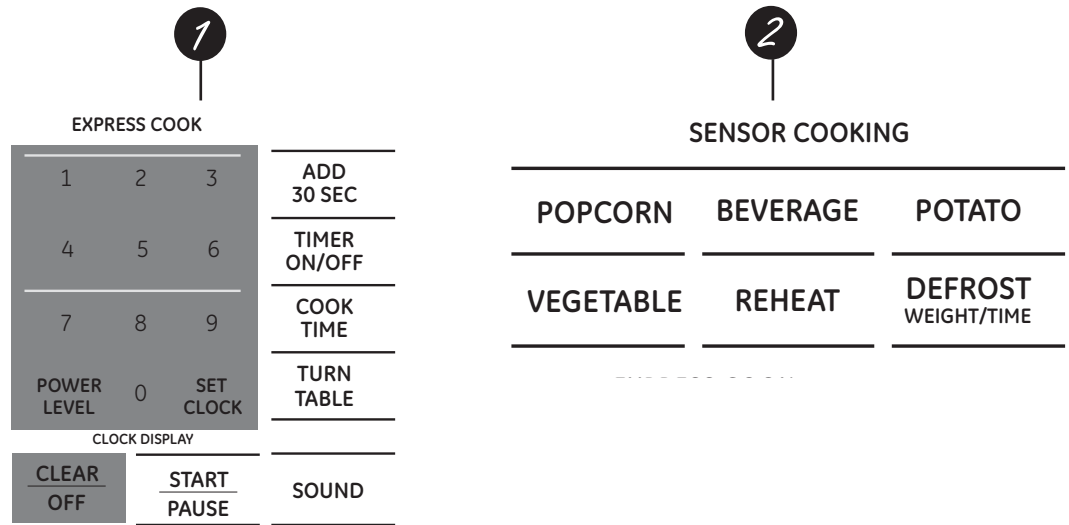 1
EXPRESS COOK
1 2 3
ADD
30 SEC
4 5 6
TIMER
ON/OFF
7 8 9
COOK
TIME
POWER
LEVEL
0
SET
CLOCK
TURN
TABLE
CLOCK DISPLAY
CLEAR
OFF
START
PAUSE
SOUND
2
SENSOR COOKING
POPCORN BEVERAGE POTATO
VEGETABLE REHEAT DEFROST
WEIGHT/TIME